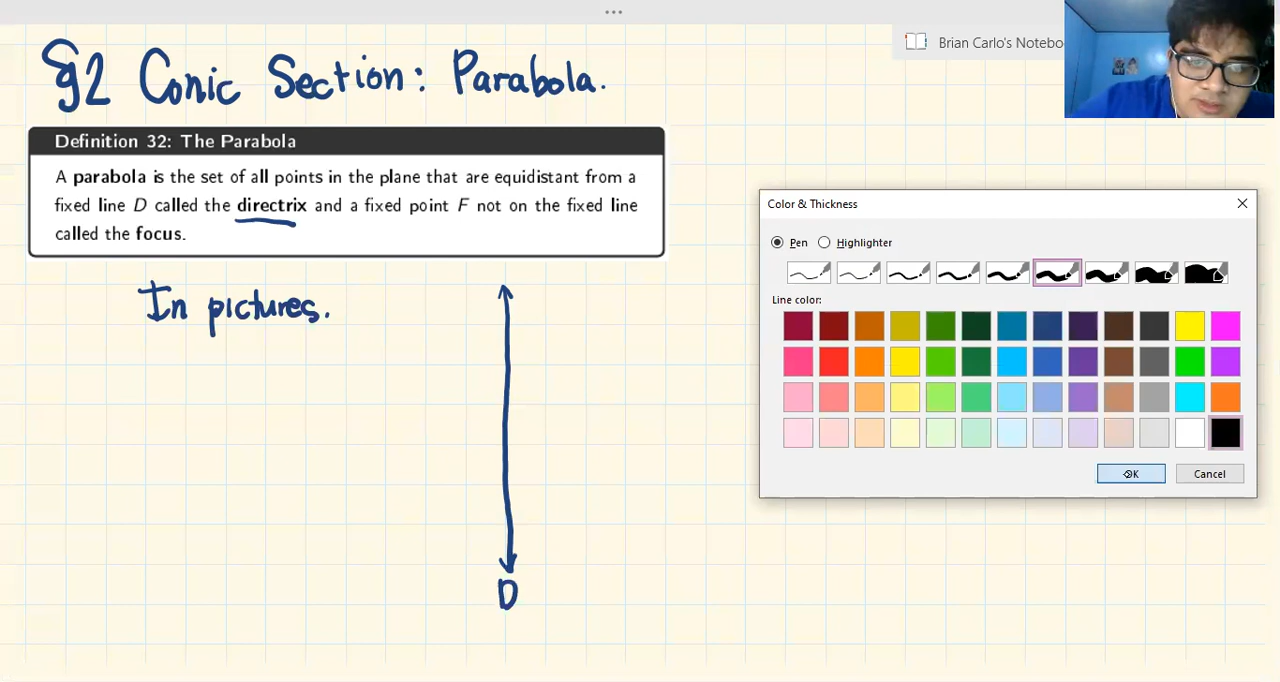 Brian Carlo's Notebo
§2 Conic Section: Parabola.
Definition 32: The Parabola
A parabola is the set of all points in the plane that are equidistant from a
fixed line D called the directrix and a fixed point F not on the fixed line
called the focus.
In pictures.
D
Color & Thickness
Pen Highlighter
Line color:
OK Cancel